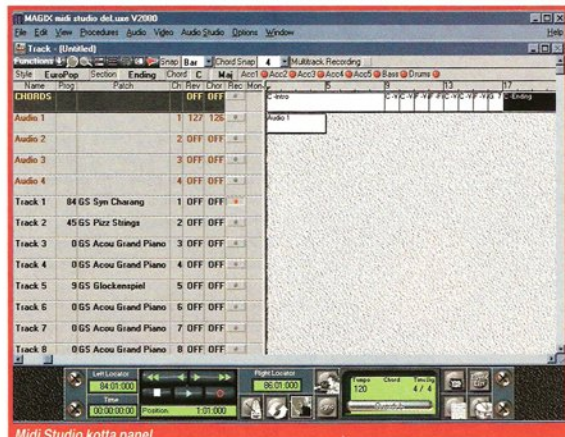 MAGIX midi studio deLuxe V2000
File Edit View Procedures Audio Video Audio Studio Options Window Help
Track - (Untitled)
Functions Snap Bar Chord Snap 4 Multitrack Recording
Style EuroPop Section Ending Chord C Maj Acc1 Acc2 Acc3 Acc4 Acc5 Bass Drums
Name Prog Patch Ch Rev Chor Rec Mon 5 9 13 17
CHORDS OFF OFF C -Intro C -Ending
Audio 1 1 127 126 Audio 1
Audio 2 2 OFF OFF
Audio 3 3 OFF OFF
Audio 4 4 OFF OFF
Track 1 84 GS Syn Charang 1 OFF OFF
Track 2 45 GS Pizz Strings 2 OFF OFF
Track 3 0 GS Acou Grand Piano 3 OFF OFF
Track 4 0 GS Acou Grand Piano 4 OFF OFF
Track 5 9 GS Glockenspiel 5 OFF OFF
Track 6 0 GS Acou Grand Piano 6 OFF OFF
Track 7 0 GS Acou Grand Piano 7 OFF OFF
Track 8 0 GS Acou Grand Piano 8 OFF OFF
Left Locator Right Locator
84:01:000 86:01:000
Tempo Chord TimeSig
120 4 / 4
Time
00:00:00:00 Position 1:01:000
Overdub
Midi Studio kotta panel